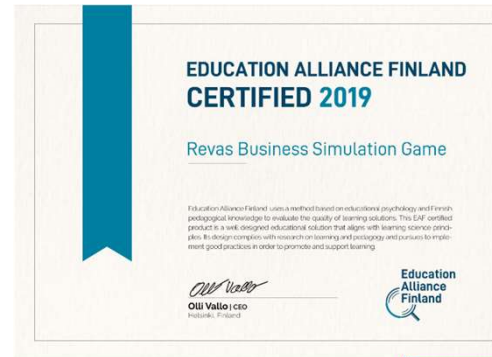 EDUCATION ALLIANCE FINLAND
CERTIFIED 2019
Revas Business Simulation Game
Education Alliance Finland uses a method based on educational psychology and Finnish
pedagogical knowledge to evaluate the quality of learning solutions. This EAF certified
product is a well designed educational solution that aligns with learning science princi-
ples. Its design complies with research on learning and pedagogy and pursues to imple-
ment good practices in order to promote and support learning.
Olli Vallo
Olli Vallo | CEO
Helsinki, Finland
Education
Alliance
Finland